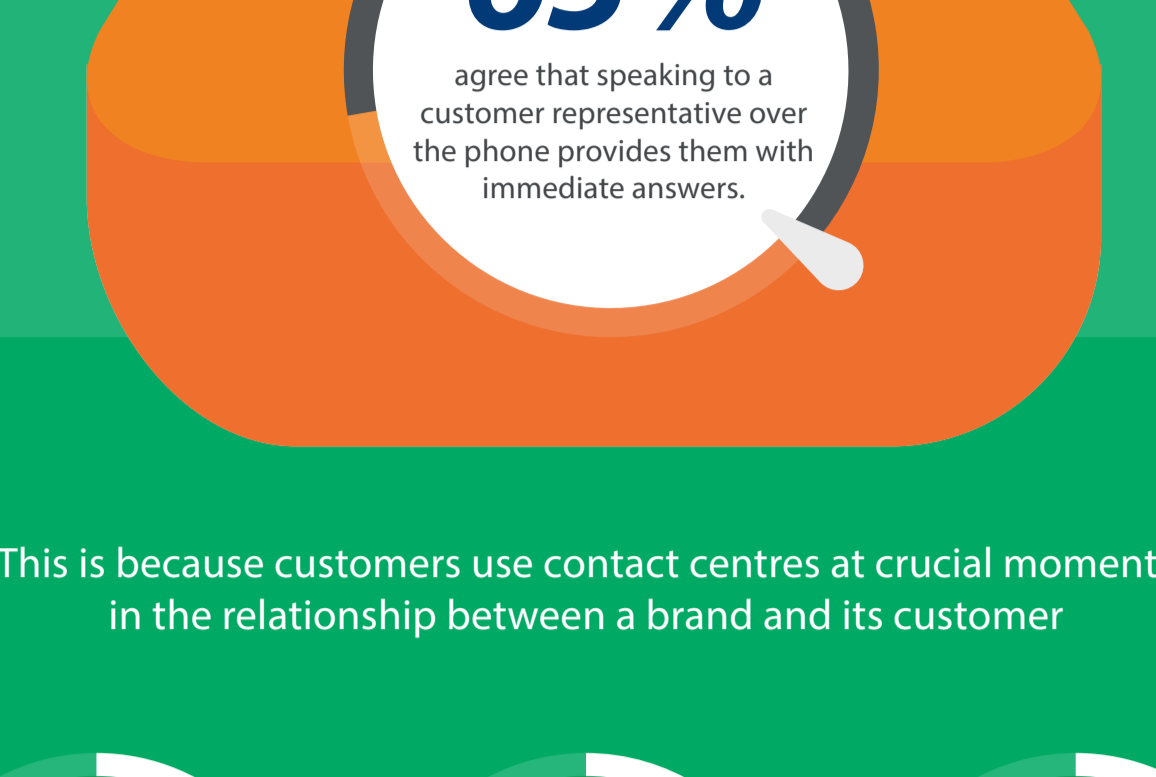 agree that speaking to a
customer representative over
the phone provides them with
immediate answers.
This is because customers use contact centres at crucial moment
in the relationship between a brand and its customer